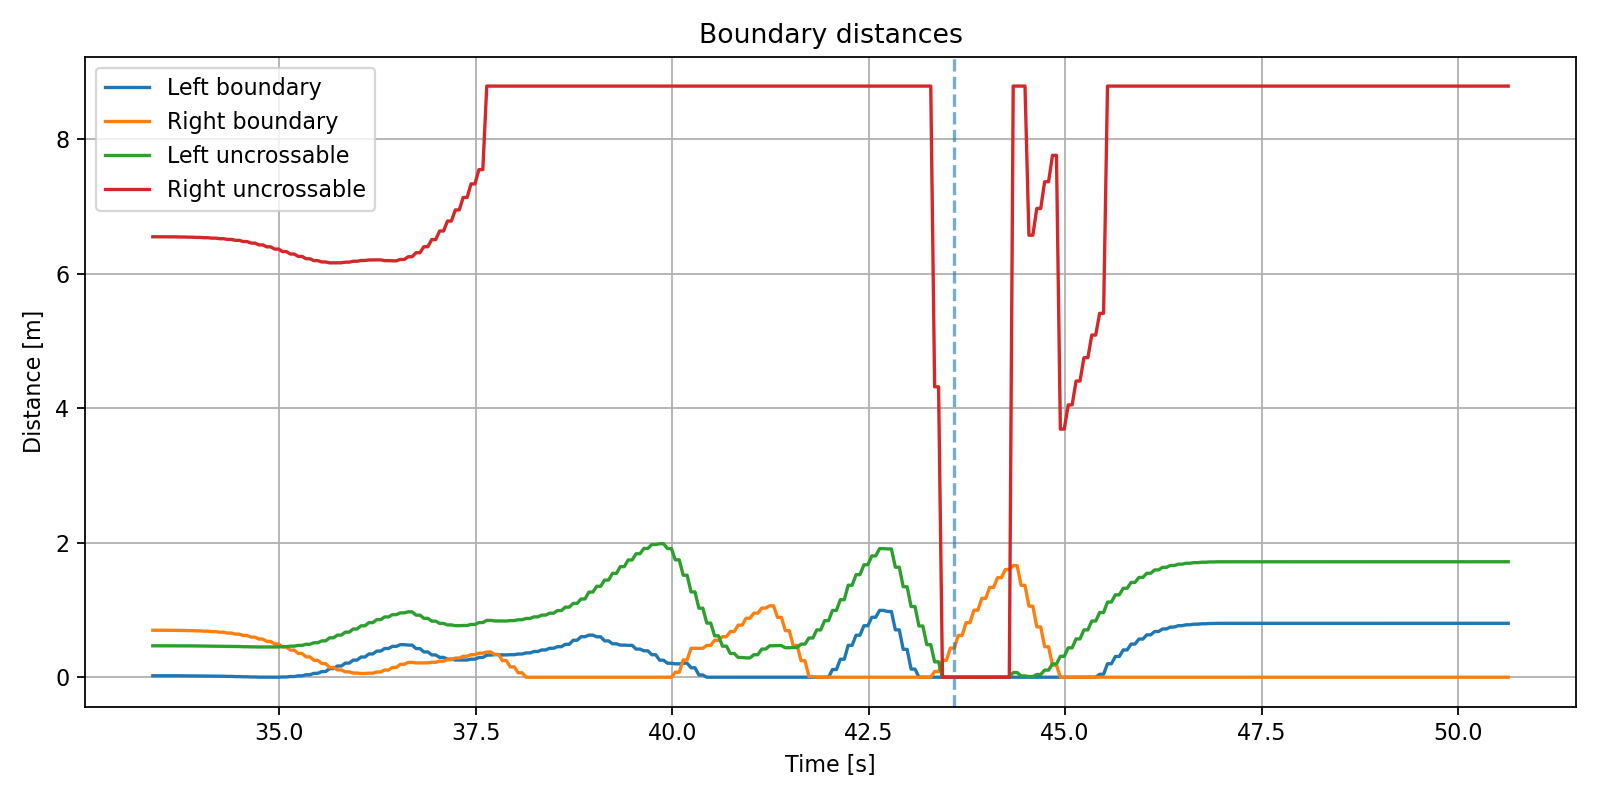 Boundary distances
Left boundary
Right boundary
Left uncrossable
Right uncrossable
Distance [m]
8
6
4
2
0
35.0 37.5 40.0 42.5 45.0 47.5 50.0
Time [s]